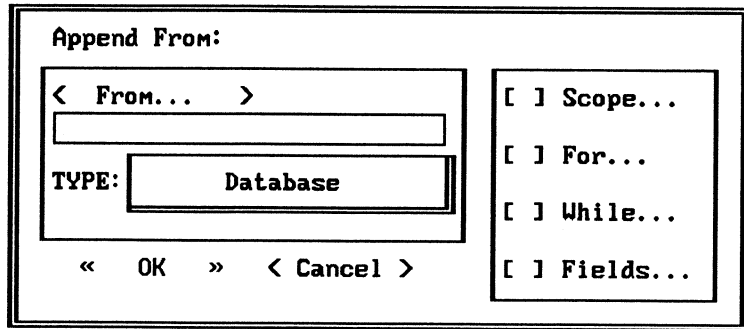 Append From:
< From... >
TYPE: Database
« OK » < Cancel >
[ ] Scope...
[ ] For...
[ ] While...
[ ] Fields...